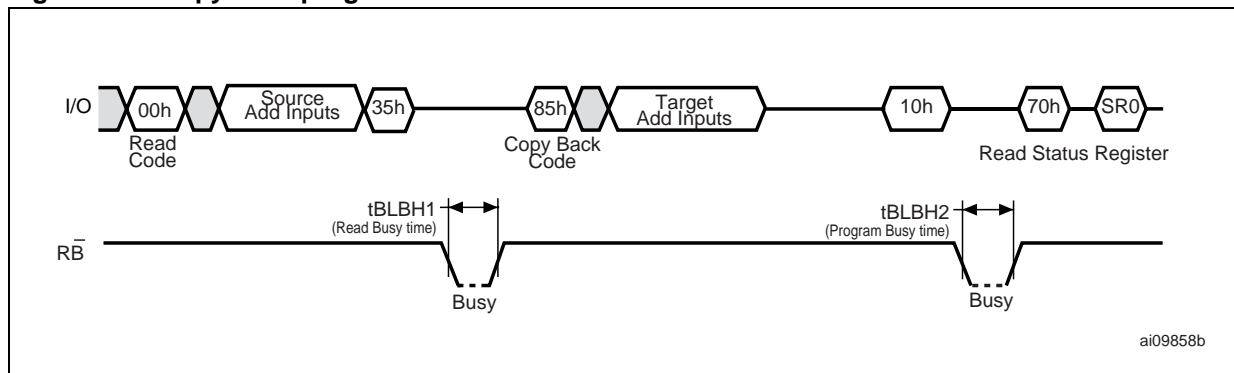 I/O
00h
Source
Add Inputs
35h
85h
Target
Add Inputs
10h
70h
SR0
Read
Code
Copy Back
Code
Read Status Register
tBLBH1
(Read Busy time)
tBLBH2
(Program Busy time)
RB̅
Busy
Busy
ai09858b